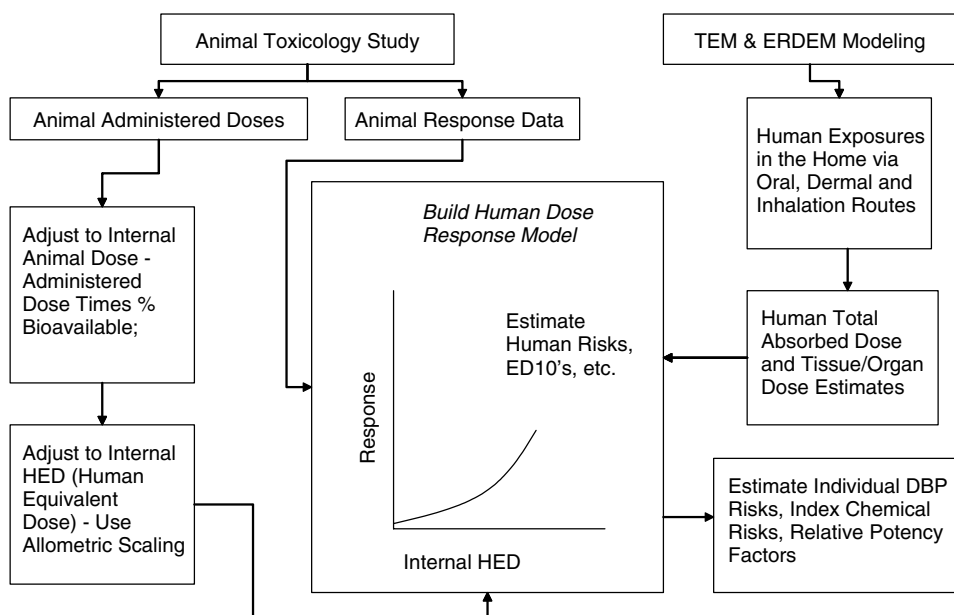 Animal Toxicology Study
TEM & ERDEM Modeling
Animal Administered Doses
Animal Response Data
Human Exposures
in the Home via
Oral, Dermal and
Inhalation Routes
Adjust to Internal
Animal Dose -
Administered
Dose Times %
Bioavailable;
Build Human Dose
Response Model
Estimate
Human Risks,
ED10's, etc.
Response
Internal HED
Human Total
Absorbed Dose
and Tissue/Organ
Dose Estimates
Adjust to Internal
HED (Human
Equivalent
Dose) - Use
Allometric Scaling
Estimate Individual DBP
Risks, Index Chemical
Risks, Relative Potency
Factors